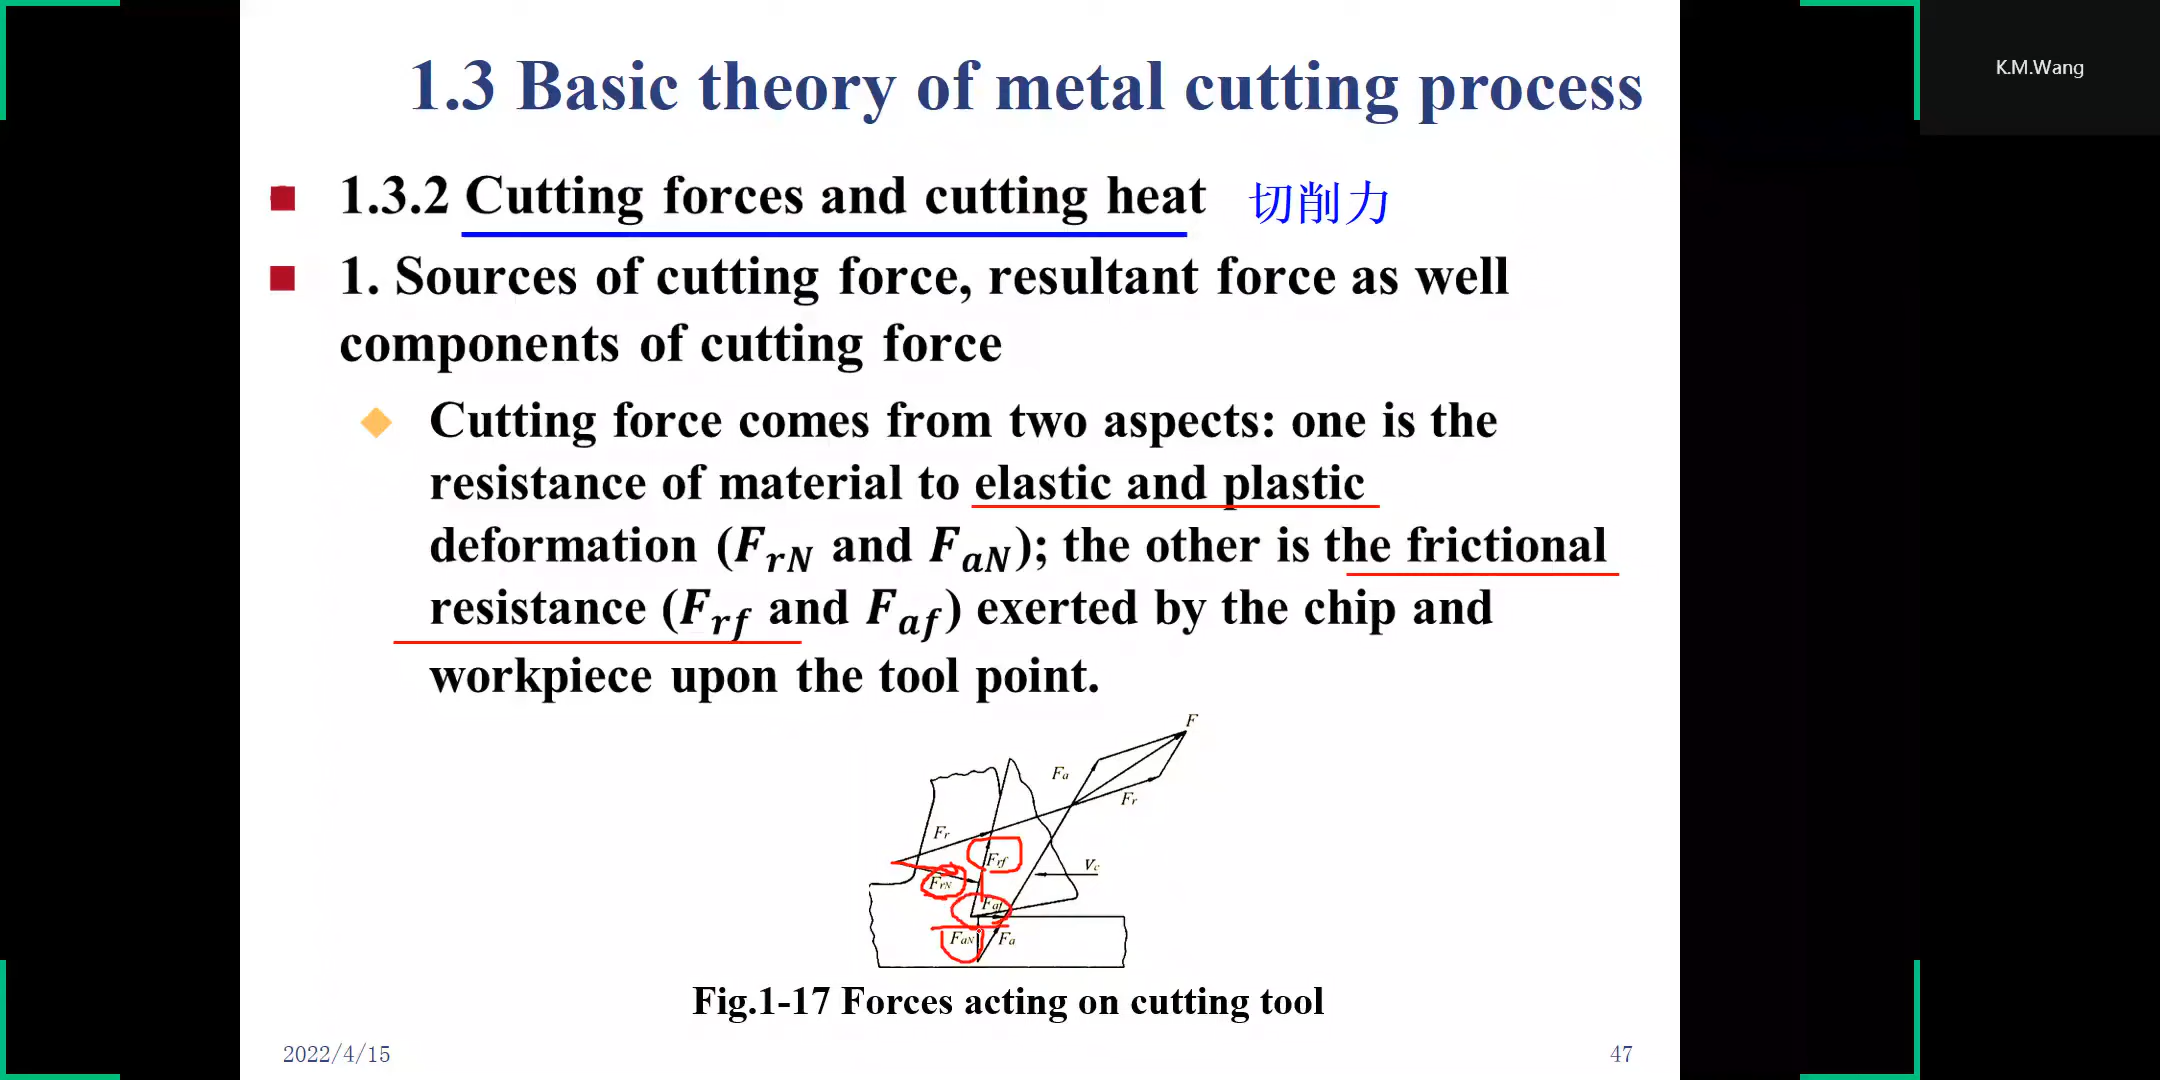 1.3 Basic theory of metal cutting process
K.M.Wang
1.3.2 Cutting forces and cutting heat 切削力
1. Sources of cutting force, resultant force as well
components of cutting force
Cutting force comes from two aspects: one is the
resistance of material to elastic and plastic
deformation (FrN and FaN); the other is the frictional
resistance (Frf and Faf) exerted by the chip and
workpiece upon the tool point.
F
Fa
Fr
Fr
Frf
Vc
FrN
Faf
FaN Fa
Fig.1-17 Forces acting on cutting tool
2022/4/15
47